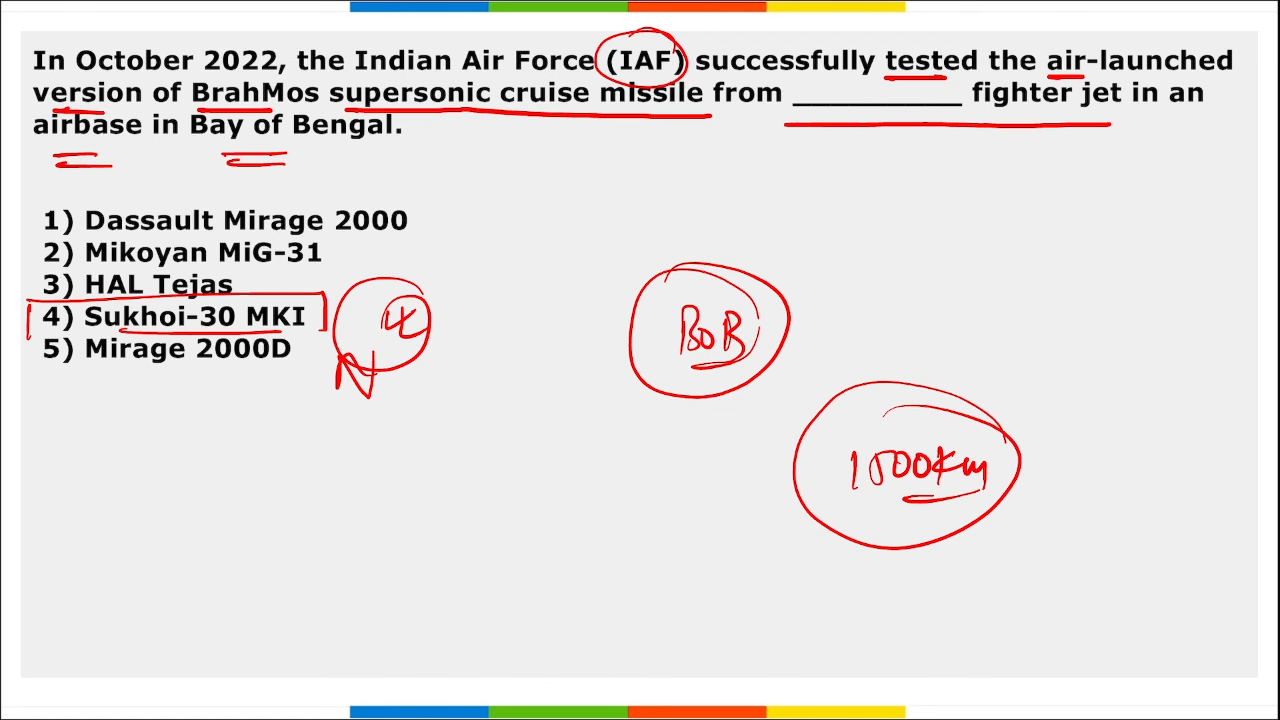 In October 2022, the Indian Air Force (IAF) successfully tested the air-launched
version of BrahMos supersonic cruise missile from __________ fighter jet in an
airbase in Bay of Bengal.
1) Dassault Mirage 2000
2) Mikoyan MiG-31
3) HAL Tejas
4) Sukhoi-30 MKI
5) Mirage 2000D
4
BOB
1500km